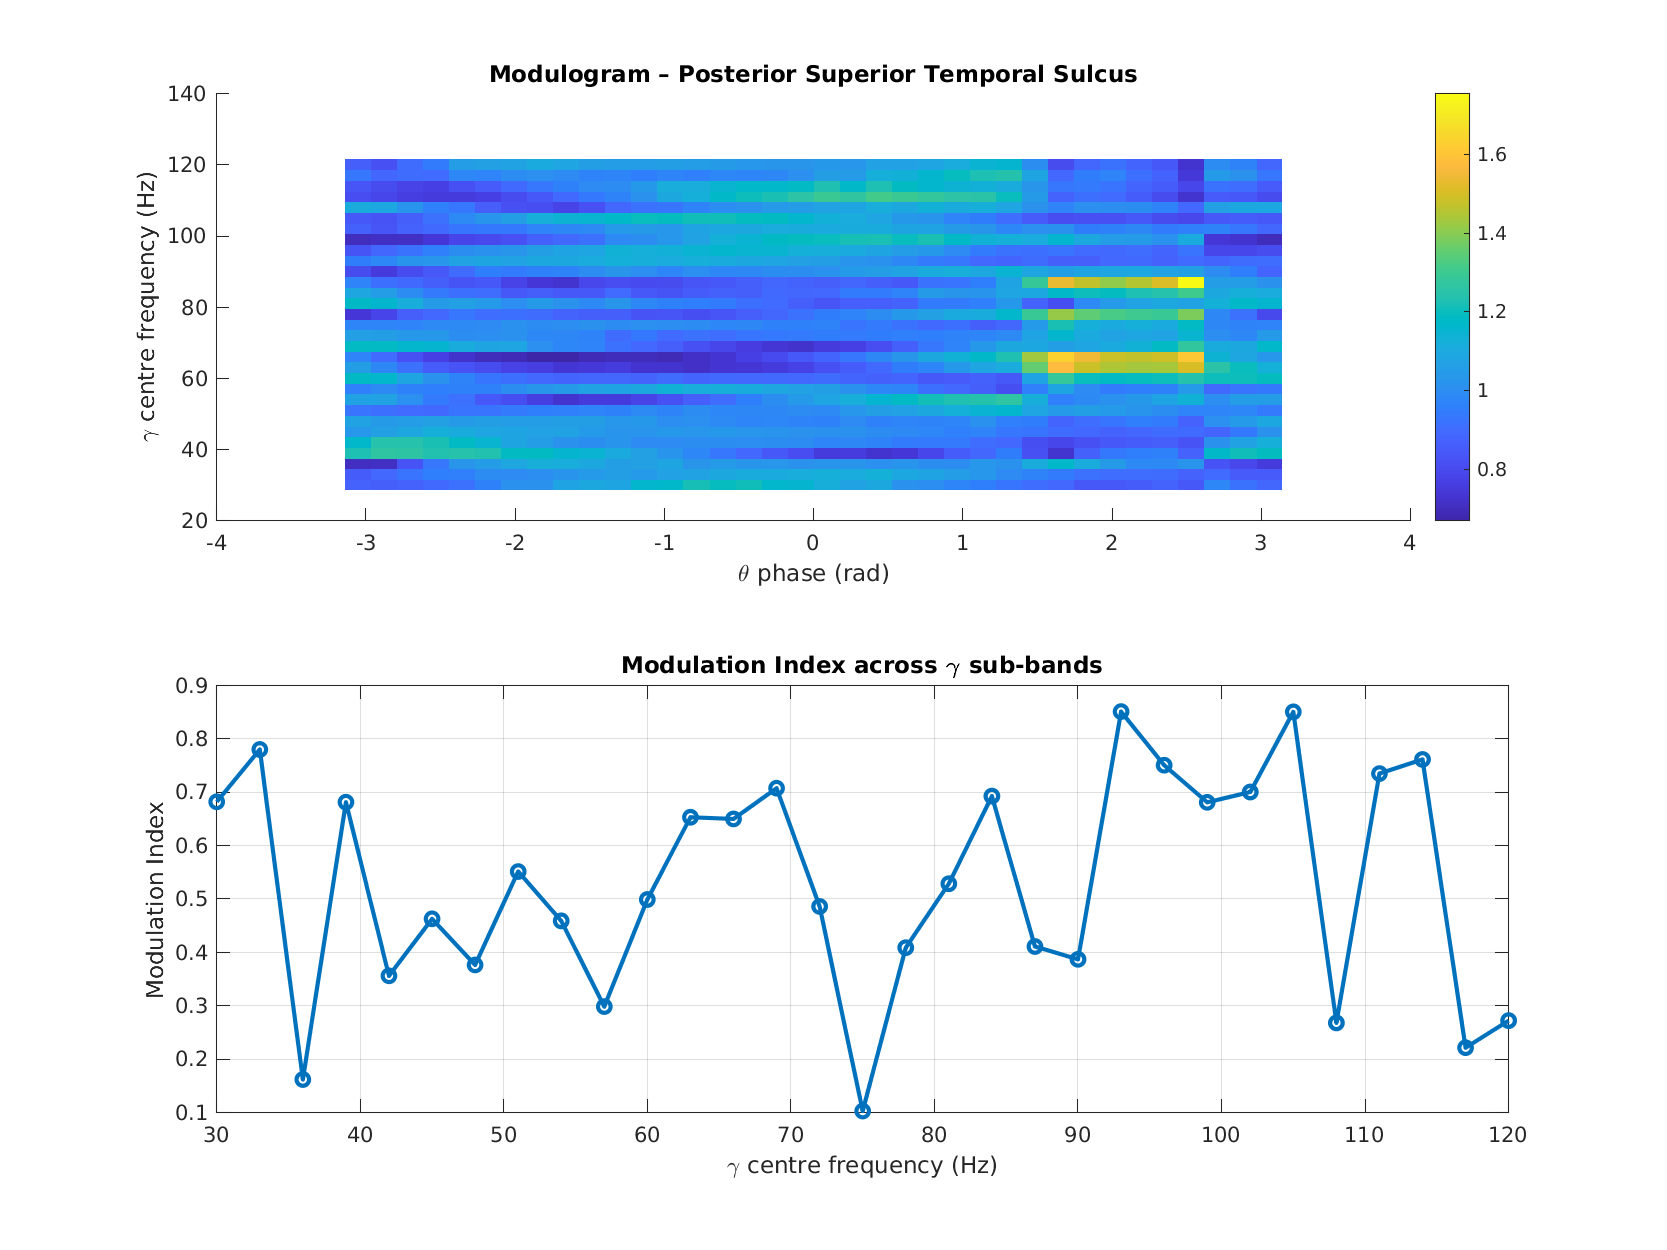 Modulogram – Posterior Superior Temporal Sulcus
140
120
100
80
60
40
20
γ centre frequency (Hz)
-4 -3 -2 -1 0 1 2 3 4
θ phase (rad)
1.6
1.4
1.2
1
0.8
Modulation Index across γ sub-bands
0.9
0.8
0.7
0.6
0.5
0.4
0.3
0.2
0.1
Modulation Index
30 40 50 60 70 80 90 100 110 120
γ centre frequency (Hz)